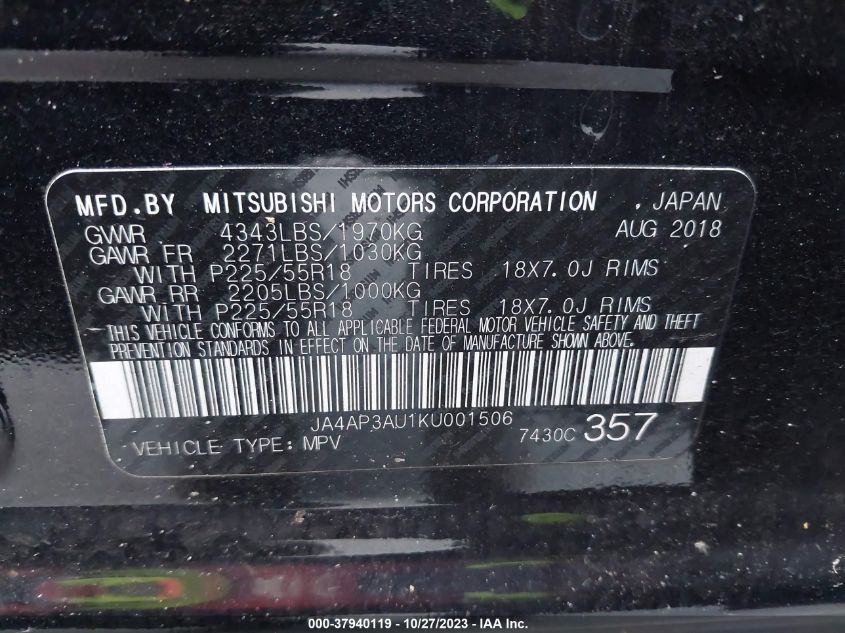 MFD.BY MITSUBISHI MOTORS CORPORATION . JAPAN
GVWR 4343LBS/1970KG AUG 2018
GAWR FR 2271LBS/1030KG
WITH P225/55R18 TIRES 18X7.0J RIMS
GAWR RR 2205LBS/1000KG
WITH P225/55R18 TIRES 18X7.0J RIMS
THIS VEHICLE CONFORMS TO ALL APPLICABLE FEDERAL MOTOR VEHICLE SAFETY AND THEFT
PREVENTION STANDARDS IN EFFECT ON THE DATE OF MANUFACTURE SHOWN ABOVE.
JA4AP3AU1KU001506
VEHICLE TYPE: MPV 7430C 357
000-37940119 - 10/27/2023 - IAA Inc.